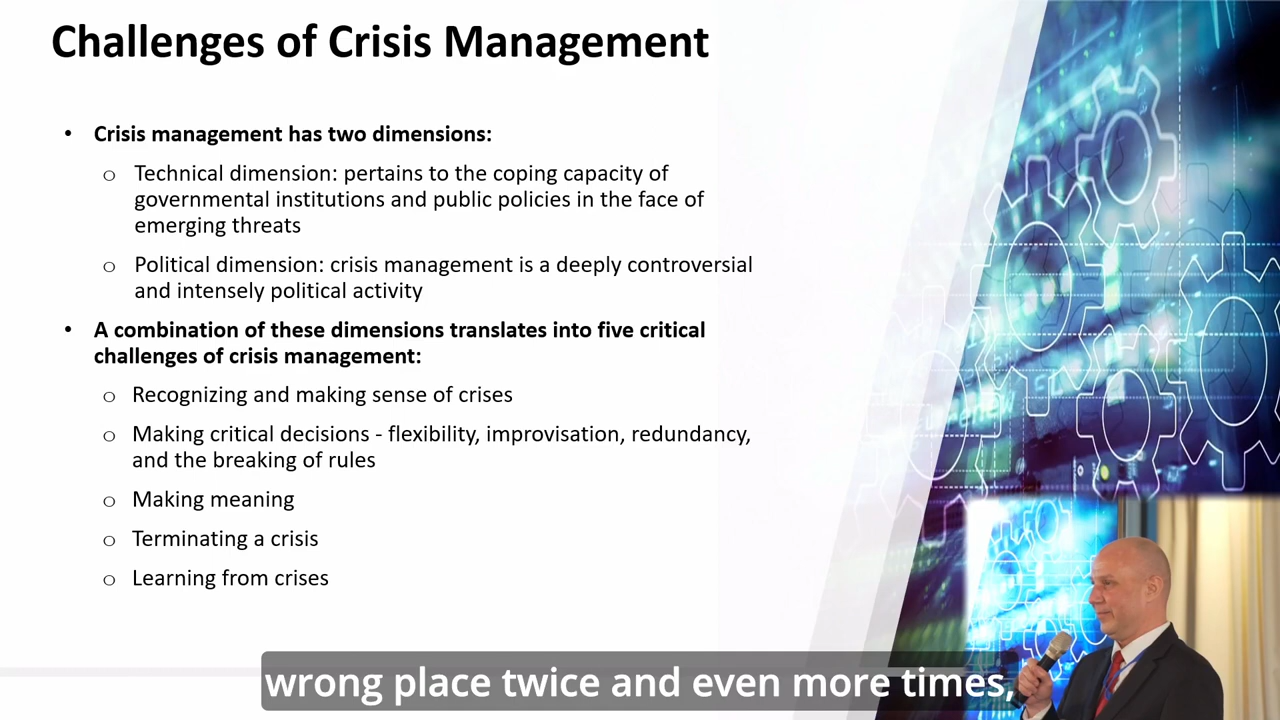 Challenges of Crisis Management
• Crisis management has two dimensions:
o Technical dimension: pertains to the coping capacity of
governmental institutions and public policies in the face of
emerging threats
o Political dimension: crisis management is a deeply controversial
and intensely political activity
• A combination of these dimensions translates into five critical
challenges of crisis management:
o Recognizing and making sense of crises
o Making critical decisions - flexibility, improvisation, redundancy,
and the breaking of rules
o Making meaning
o Terminating a crisis
o Learning from crises
wrong place twice and even more times,